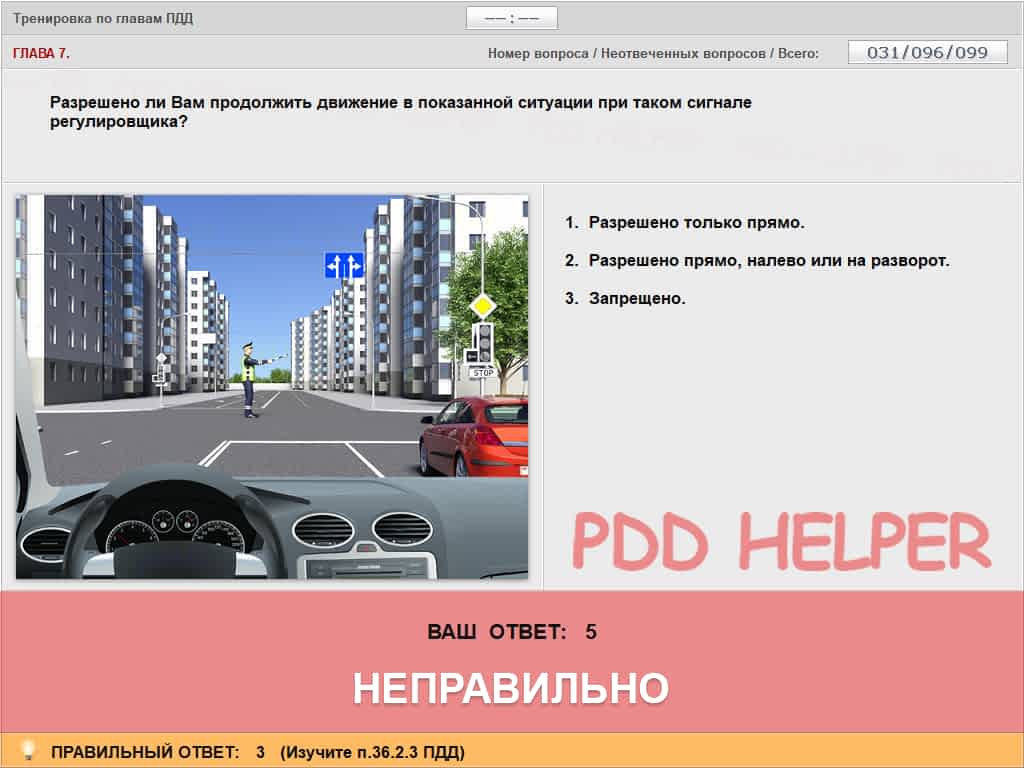 Тренировка по главам ПДД
––:––
ГЛАВА 7.
Номер вопроса / Неотвеченных вопросов / Всего:
031/096/099
Разрешено ли Вам продолжить движение в показанной ситуации при таком сигнале
регулировщика?
1. Разрешено только прямо.
2. Разрешено прямо, налево или на разворот.
3. Запрещено.
STOP
PDD HELPER
ВАШ ОТВЕТ: 5
НЕПРАВИЛЬНО
ПРАВИЛЬНЫЙ ОТВЕТ: 3 (Изучите п.36.2.3 ПДД)